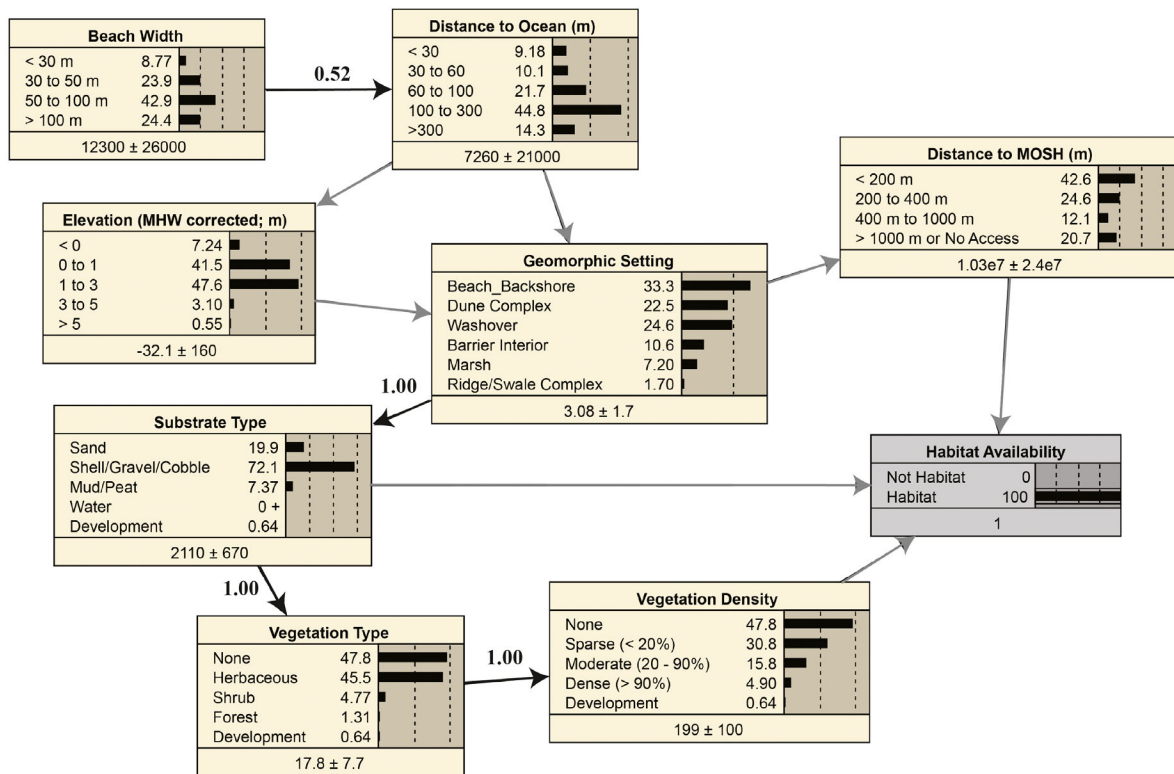 Beach Width
< 30 m 8.77
30 to 50 m 23.9
50 to 100 m 42.9
> 100 m 24.4
12300 ± 26000
0.52
Distance to Ocean (m)
< 30 9.18
30 to 60 10.1
60 to 100 21.7
100 to 300 44.8
>300 14.3
7260 ± 21000
Distance to MOSH (m)
< 200 m 42.6
200 to 400 m 24.6
400 m to 1000 m 12.1
> 1000 m or No Access 20.7
1.03e7 ± 2.4e7
Elevation (MHW corrected; m)
< 0 7.24
0 to 1 41.5
1 to 3 47.6
3 to 5 3.10
> 5 0.55
-32.1 ± 160
Geomorphic Setting
Beach_Backshore 33.3
Dune Complex 22.5
Washover 24.6
Barrier Interior 10.6
Marsh 7.20
Ridge/Swale Complex 1.70
3.08 ± 1.7
1.00
Substrate Type
Sand 19.9
Shell/Gravel/Cobble 72.1
Mud/Peat 7.37
Water 0 +
Development 0.64
2110 ± 670
Habitat Availability
Not Habitat 0
Habitat 100
1
1.00
Vegetation Type
None 47.8
Herbaceous 45.5
Shrub 4.77
Forest 1.31
Development 0.64
17.8 ± 7.7
1.00
Vegetation Density
None 47.8
Sparse (< 20%) 30.8
Moderate (20 - 90%) 15.8
Dense (> 90%) 4.90
Development 0.64
199 ± 100